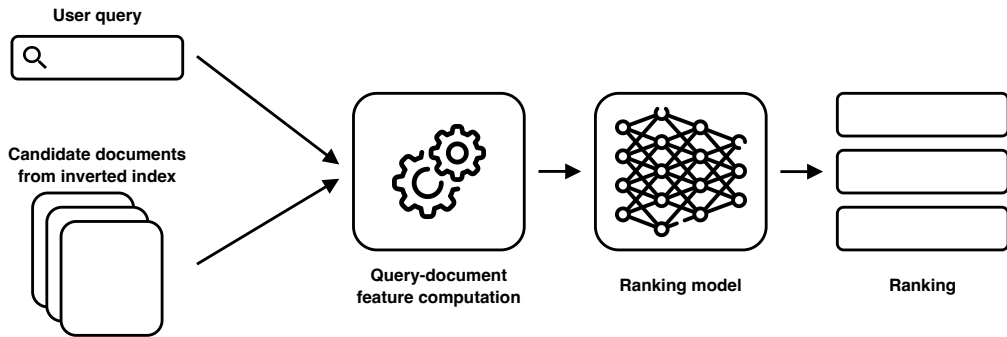 User query
Candidate documents
from inverted index
Query-document
feature computation
Ranking model
Ranking